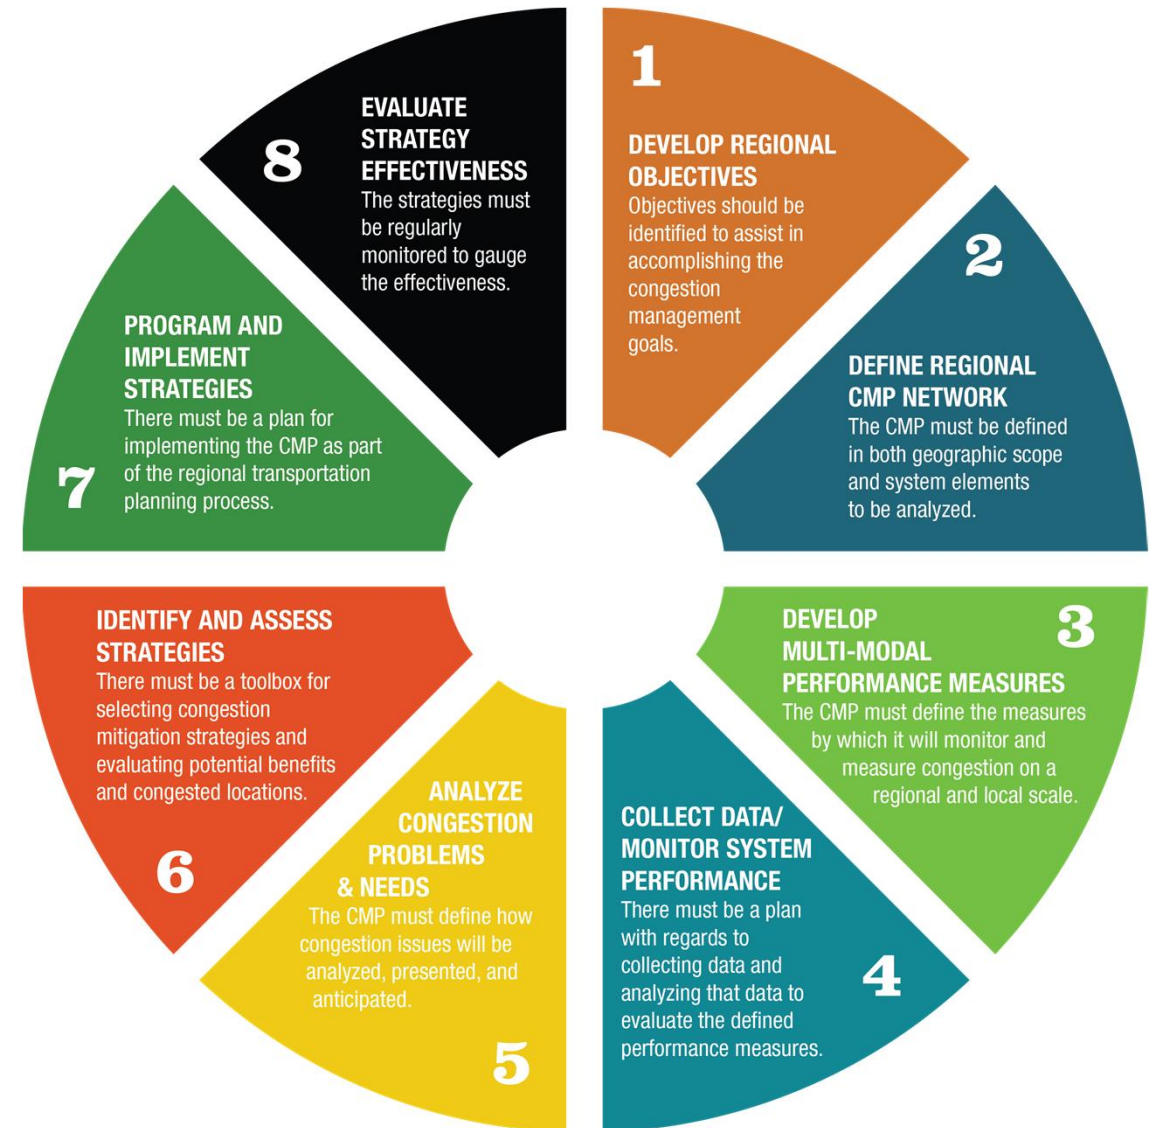 1
DEVELOP REGIONAL
OBJECTIVES
Objectives should be
identified to assist in
accomplishing the
congestion
management
goals.
2
DEFINE REGIONAL
CMP NETWORK
The CMP must be defined
in both geographic scope
and system elements
to be analyzed.
3
DEVELOP
MULTI-MODAL
PERFORMANCE MEASURES
The CMP must define the measures
by which it will monitor and
measure congestion on a
regional and local scale.
4
COLLECT DATA/
MONITOR SYSTEM
PERFORMANCE
There must be a plan
with regards to
collecting data and
analyzing that data to
evaluate the defined
performance measures.
5
ANALYZE
CONGESTION
PROBLEMS
& NEEDS
The CMP must define how
congestion issues will be
analyzed, presented, and
anticipated.
6
IDENTIFY AND ASSESS
STRATEGIES
There must be a toolbox for
selecting congestion
mitigation strategies and
evaluating potential benefits
and congested locations.
7
PROGRAM AND
IMPLEMENT
STRATEGIES
There must be a plan for
implementing the CMP as part
of the regional transportation
planning process.
8
EVALUATE
STRATEGY
EFFECTIVENESS
The strategies must
be regularly
monitored to gauge
the effectiveness.